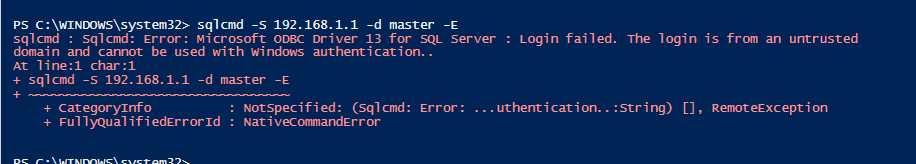 PS C:\WINDOWS\system32> sqlcmd -S 192.168.1.1 -d master -E
sqlcmd : Sqlcmd: Error: Microsoft ODBC Driver 13 for SQL Server : Login failed. The login is from an untrusted
domain and cannot be used with Windows authentication..
At line:1 char:1
+ sqlcmd -S 192.168.1.1 -d master -E
+ ~~~~~~~~~~~~~~~~~~~~~~~~~~~~~~~~~~
+ CategoryInfo : NotSpecified: (Sqlcmd: Error: ...uthentication..:String) [], RemoteException
+ FullyQualifiedErrorId : NativeCommandError
PS C:\WINDOWS\system32>